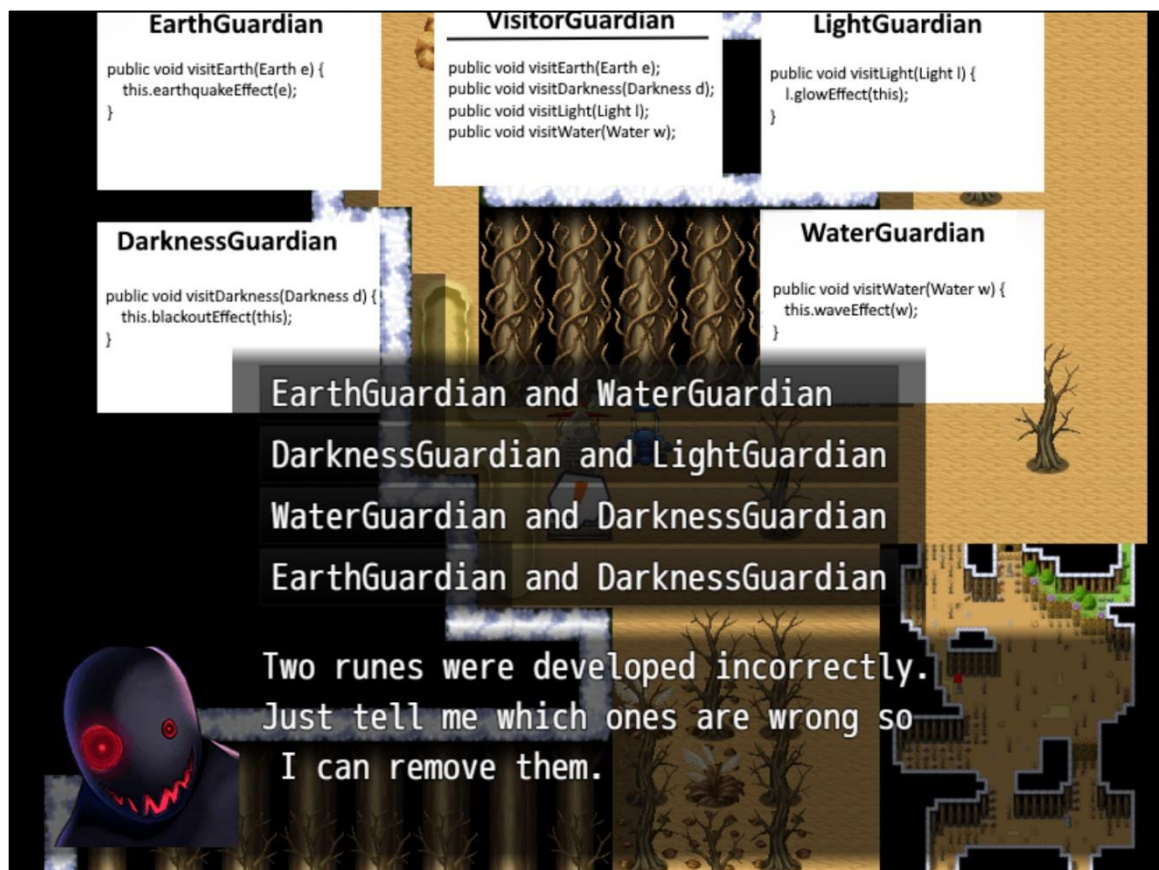 EarthGuardian
public void visitEarth(Earth e) {
this.earthquakeEffect(e);
}
VisitorGuardian
public void visitEarth(Earth e);
public void visitDarkness(Darkness d);
public void visitLight(Light l);
public void visitWater(Water w);
LightGuardian
public void visitLight(Light l) {
l.glowEffect(this);
}
DarknessGuardian
public void visitDarkness(Darkness d) {
this.blackoutEffect(this);
}
WaterGuardian
public void visitWater(Water w) {
this.waveEffect(w);
}
EarthGuardian and WaterGuardian
DarknessGuardian and LightGuardian
WaterGuardian and DarknessGuardian
EarthGuardian and DarknessGuardian
Two runes were developed incorrectly.
Just tell me which ones are wrong so
I can remove them.